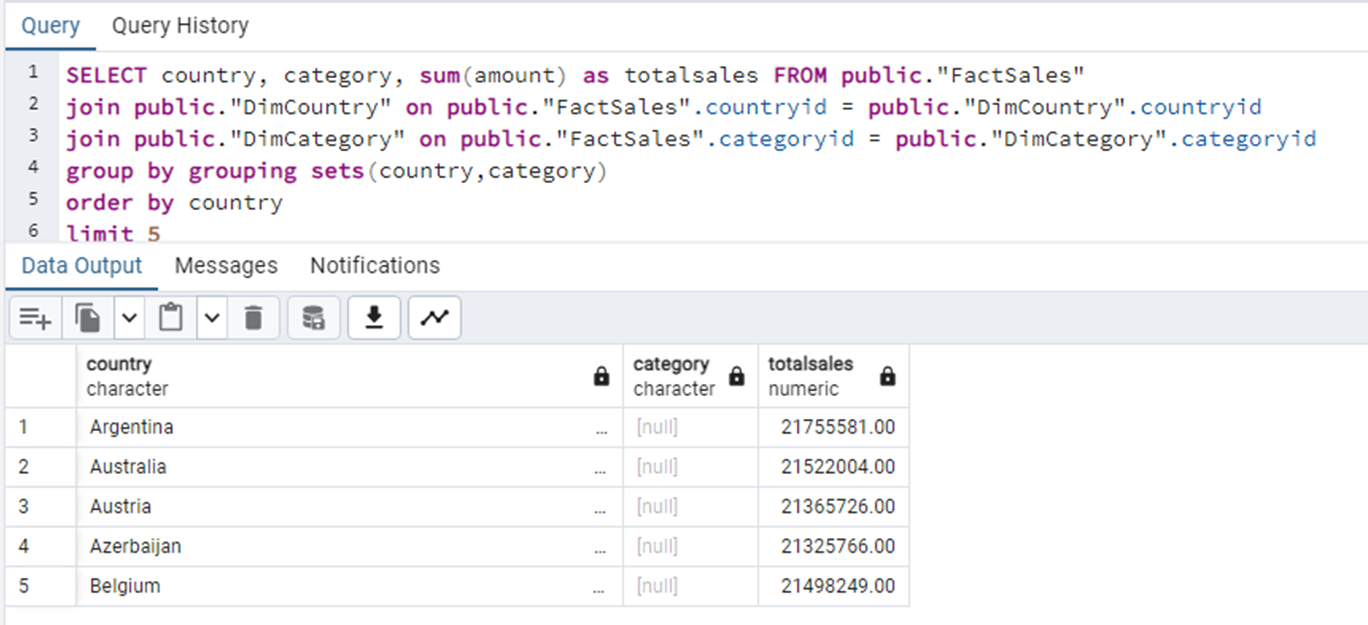 Query Query History
1 SELECT country, category, sum(amount) as totalsales FROM public."FactSales"
2 join public."DimCountry" on public."FactSales".countryid = public."DimCountry".countryid
3 join public."DimCategory" on public."FactSales".categoryid = public."DimCategory".categoryid
4 group by grouping sets(country,category)
5 order by country
6 limit 5
Data Output Messages Notifications
country category totalsales
character character numeric
1 Argentina ... [null] 21755581.00
2 Australia ... [null] 21522004.00
3 Austria ... [null] 21365726.00
4 Azerbaijan ... [null] 21325766.00
5 Belgium ... [null] 21498249.00